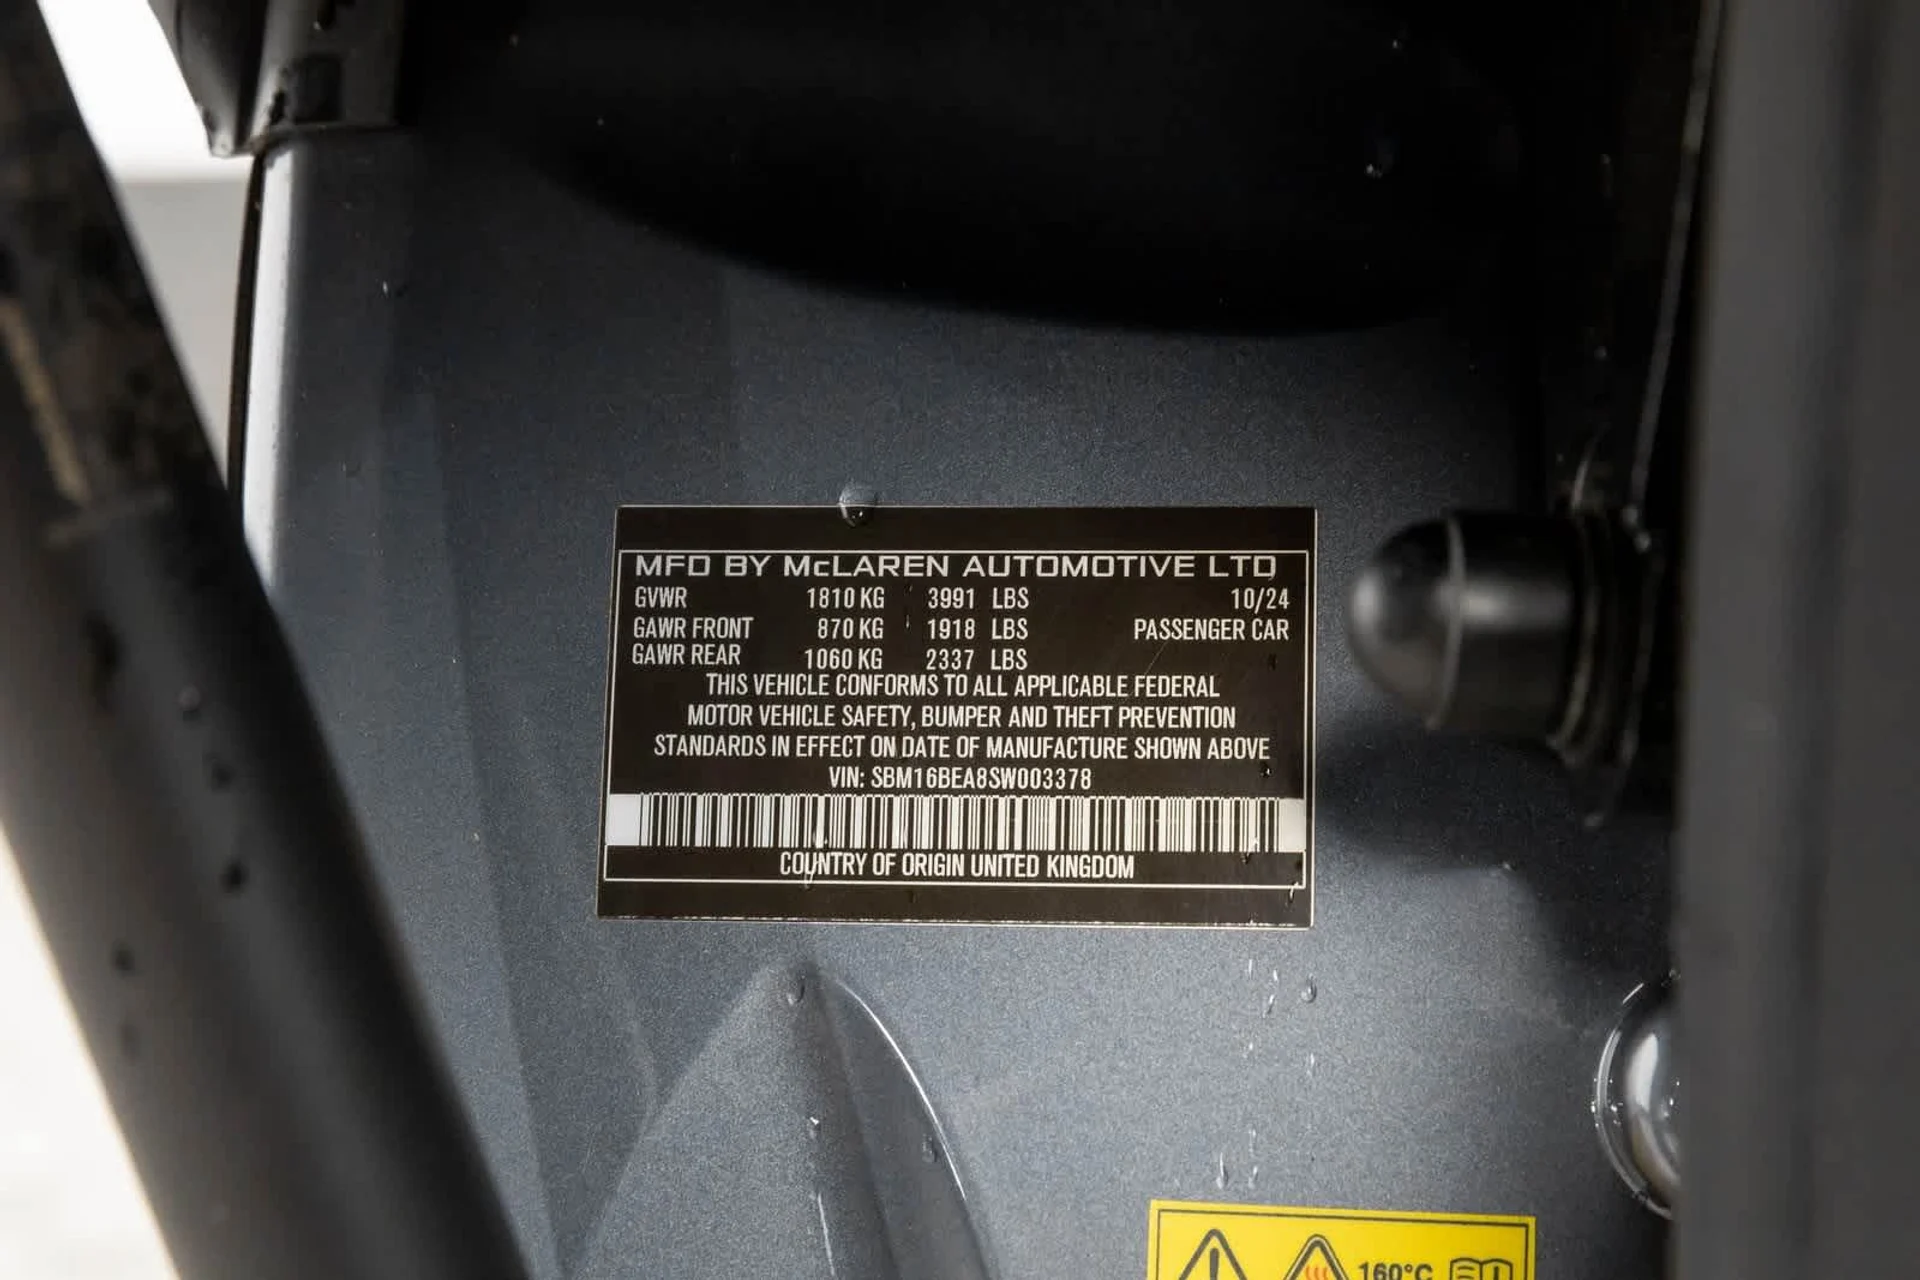 MFD BY McLAREN AUTOMOTIVE LTD
GVWR 1810 KG 3991 LBS 10/24
GAWR FRONT 870 KG 1918 LBS PASSENGER CAR
GAWR REAR 1060 KG 2337 LBS
THIS VEHICLE CONFORMS TO ALL APPLICABLE FEDERAL
MOTOR VEHICLE SAFETY, BUMPER AND THEFT PREVENTION
STANDARDS IN EFFECT ON DATE OF MANUFACTURE SHOWN ABOVE
VIN: SBM16BEA8SW003378
COUNTRY OF ORIGIN UNITED KINGDOM
160°C